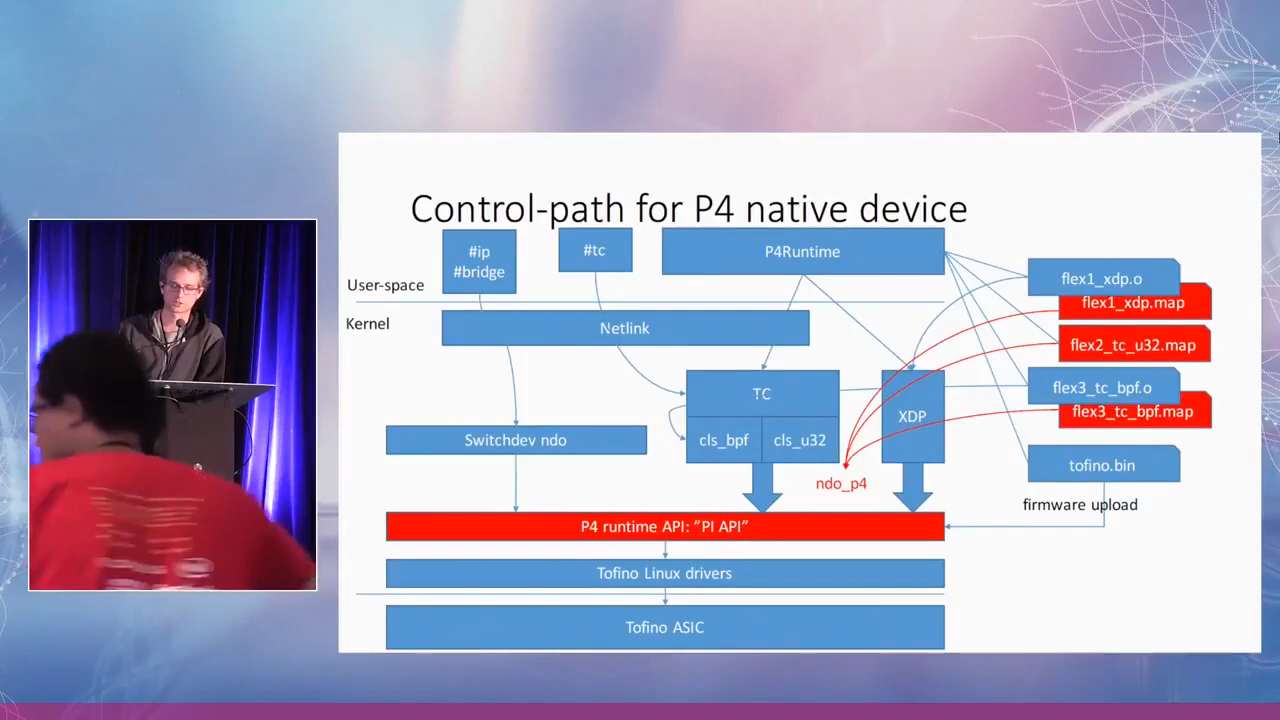 Control-path for P4 native device
#ip
#bridge
#tc
P4Runtime
User-space
Kernel
Netlink
flex1_xdp.o
flex1_xdp.map
flex2_tc_u32.map
flex3_tc_bpf.o
flex3_tc_bpf.map
TC
XDP
cls_bpf
cls_u32
Switchdev ndo
tofino.bin
ndo_p4
firmware upload
P4 runtime API: ”PI API”
Tofino Linux drivers
Tofino ASIC